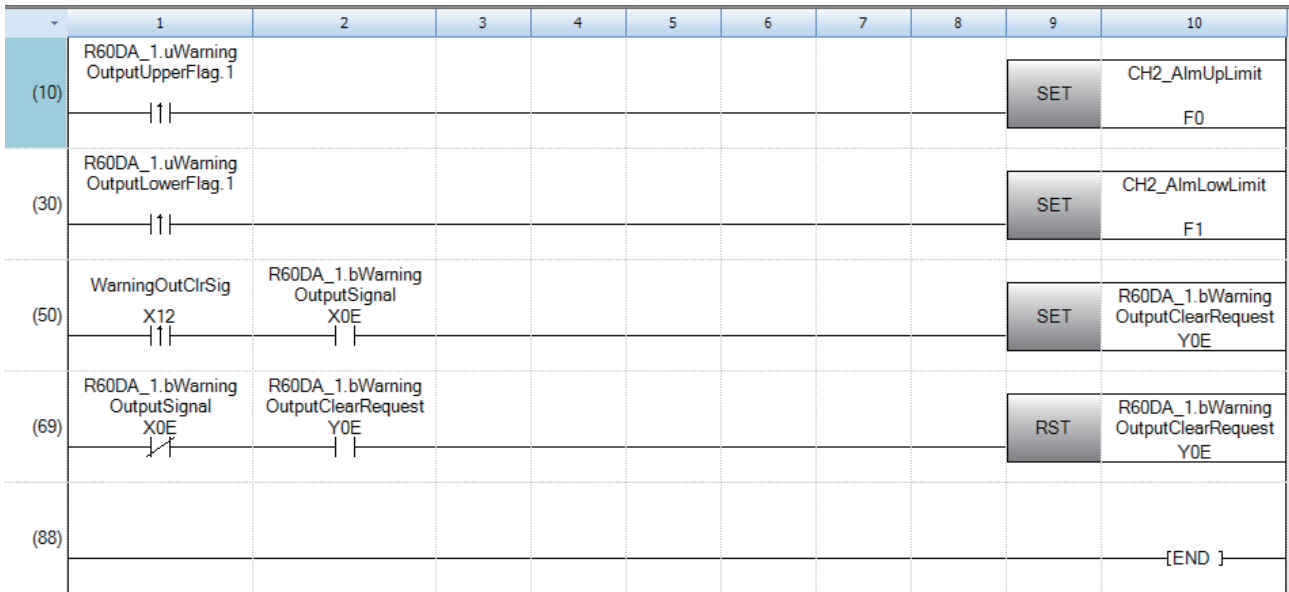 1 2 3 4 5 6 7 8 9 10
R60DA_1.uWarning
OutputUpperFlag.1
(10)
SET
CH2_AlmUpLimit
F0
R60DA_1.uWarning
OutputLowerFlag.1
(30)
SET
CH2_AlmLowLimit
F1
WarningOutClrSig
X12
R60DA_1.bWarning
OutputSignal
X0E
(50)
SET
R60DA_1.bWarning
OutputClearRequest
Y0E
R60DA_1.bWarning
OutputSignal
X0E
R60DA_1.bWarning
OutputClearRequest
Y0E
(69)
RST
R60DA_1.bWarning
OutputClearRequest
Y0E
(88)
[END ]